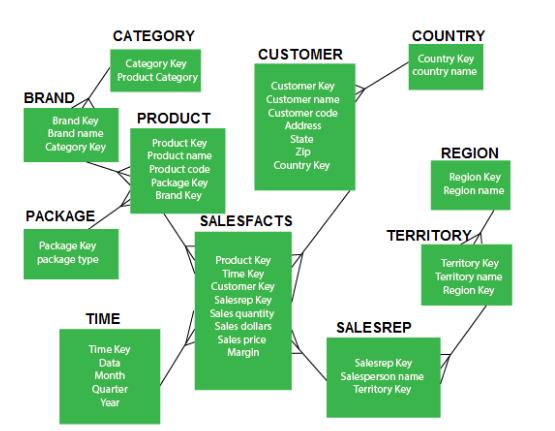 CATEGORY
Category Key
Product Category
COUNTRY
Country Key
country name
CUSTOMER
Customer Key
Customer name
Customer code
Address
State
Zip
Country Key
BRAND
Brand Key
Brand name
Category Key
PRODUCT
Product Key
Product name
Product code
Package Key
Brand Key
REGION
Region Key
Region name
PACKAGE
Package Key
package type
SALESFACTS
Product Key
Time Key
Customer Key
Salesrep Key
Sales quantity
Sales dollars
Sales price
Margin
TERRITORY
Territory Key
Territory name
Region Key
TIME
Time Key
Data
Month
Quarter
Year
SALESREP
Salesrep Key
Salesperson name
Territory Key